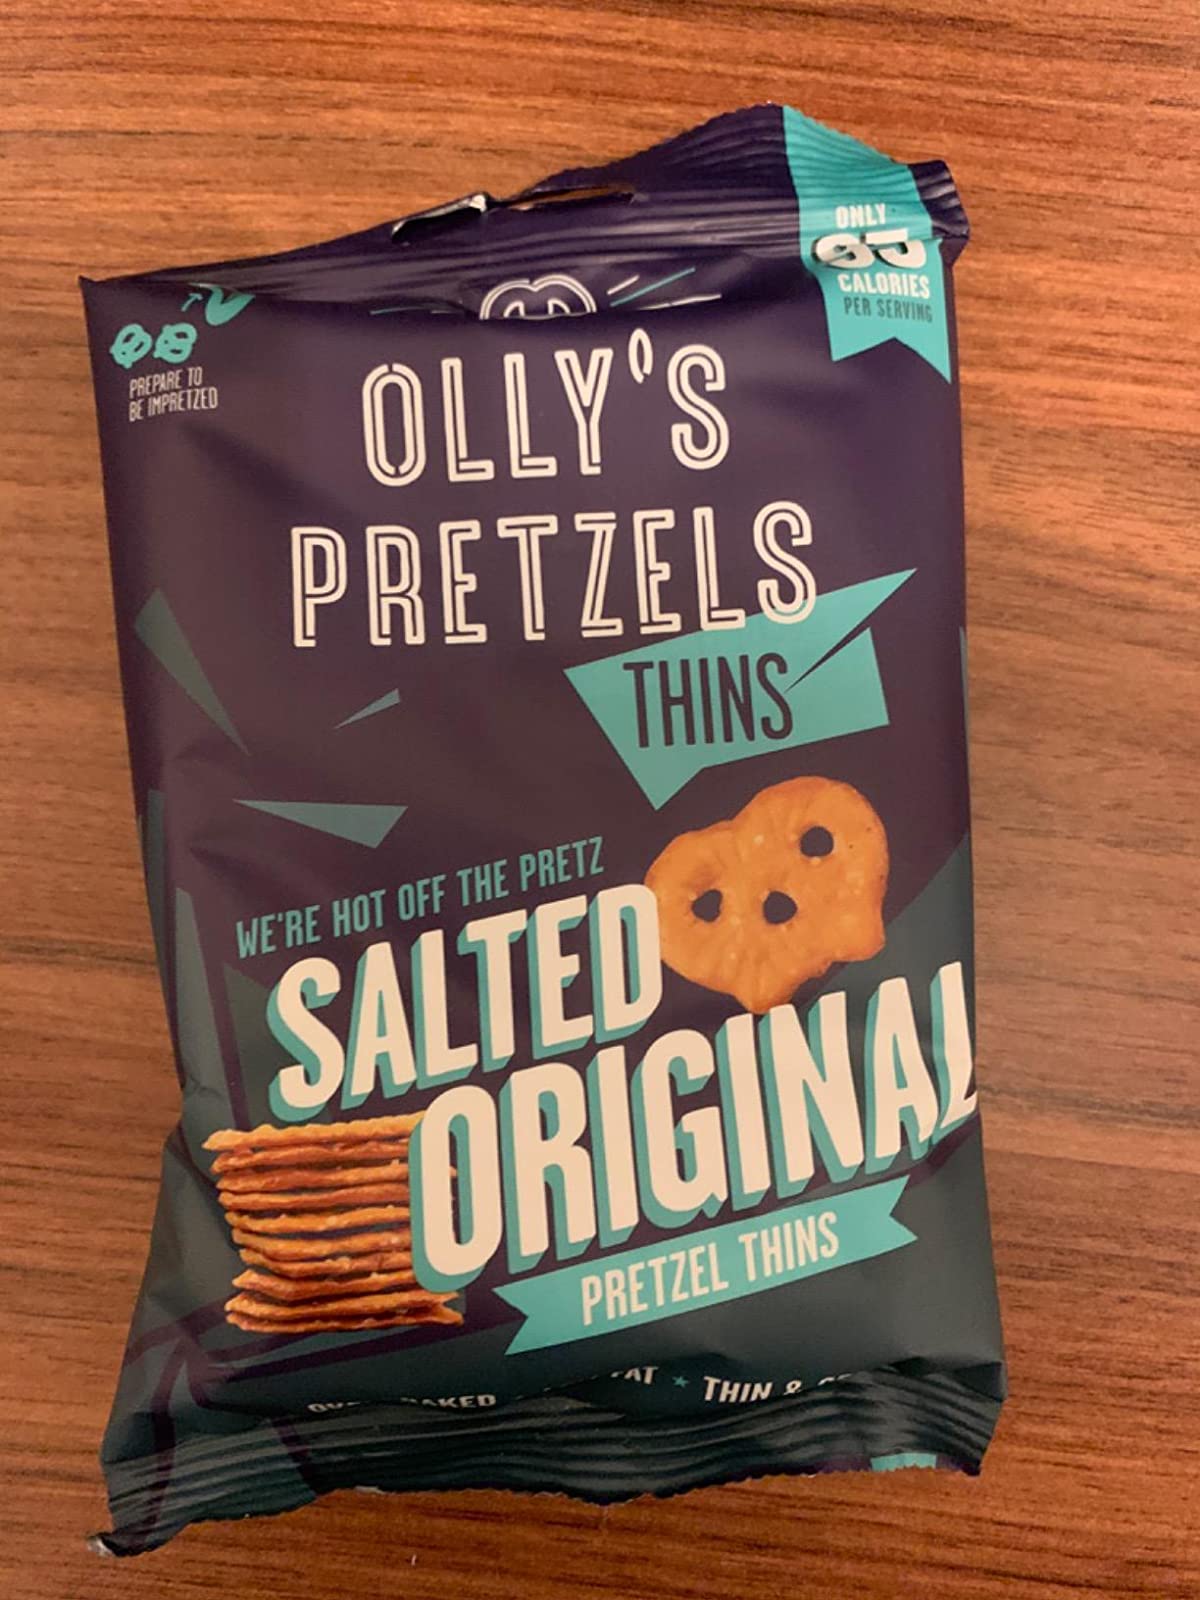 ONLY
CALORIES
PER SERVING
PREPARE TO
BE IMPRETZED
OLLY'S
PRETZELS
THINS
WE'RE HOT OFF THE PRETZ
SALTED
ORIGINAL
PRETZEL THINS
THIN &